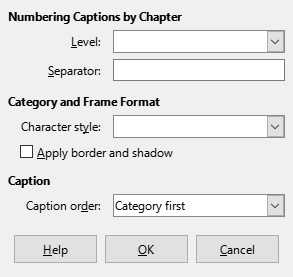 Numbering Captions by Chapter
Level:
Separator:
Category and Frame Format
Character style:
Apply border and shadow
Caption
Caption order: Category first
Help OK Cancel